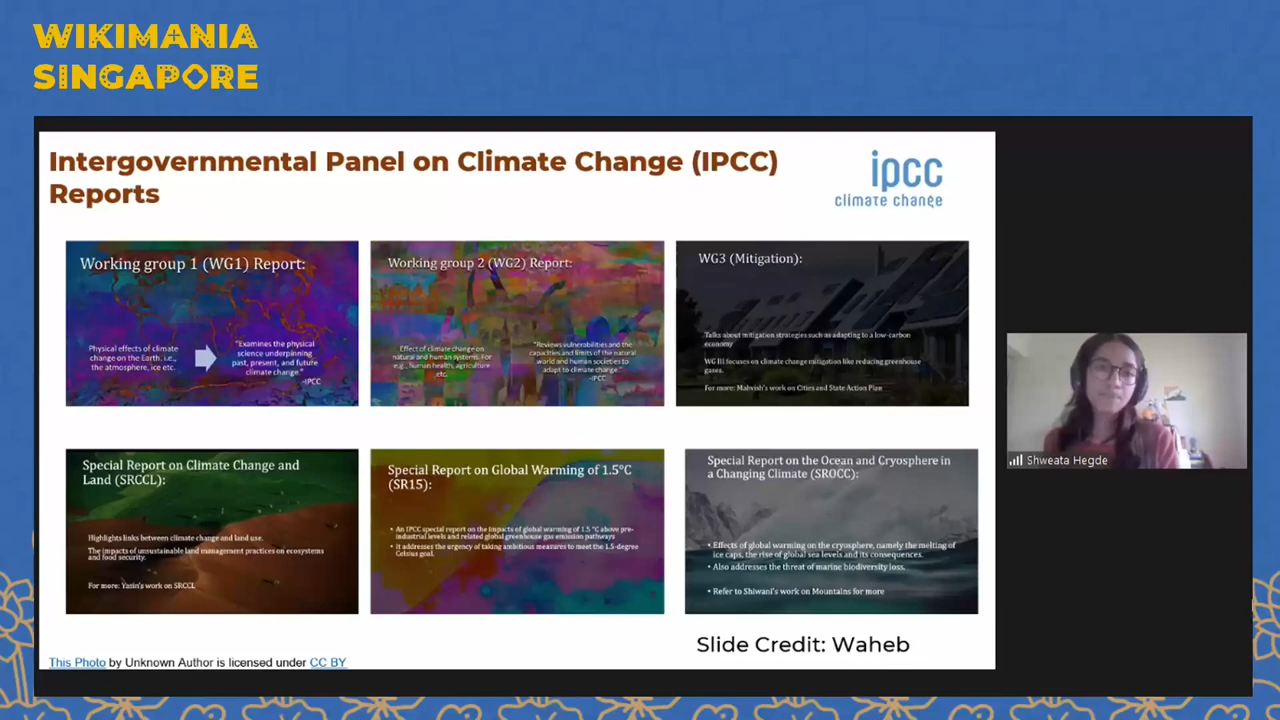 WIKIMANIA
SINGAPORE
Intergovernmental Panel on Climate Change (IPCC)
Reports
ipcc
climate change
Working group 1 (WG1) Report:
Physical effects of climate
change on the Earth, i.e.,
the atmosphere, ice etc.
"Examines the physical
science underpinning
past, present, and future
climate change."
-IPCC
Working group 2 (WG2) Report:
Effect of climate change on
natural and human systems. For
e.g., human health, agriculture
etc.
"Reviews vulnerabilities and the
capacities and limits of the natural
world and human societies to
adapt to climate change."
-IPCC
WG3 (Mitigation):
Talks about mitigation strategies such as adapting to a low-carbon
economy
WG III focuses on climate change mitigation like reducing greenhouse
gases.
For more: Mahvish's work on Cities and State Action Plan
Special Report on Climate Change and
Land (SRCCL):
Highlights links between climate change and land use.
The impacts of unsustainable land management practices on ecosystems
and food security.
For more: Yasin's work on SRCCL
Special Report on Global Warming of 1.5°C
(SR15):
• An IPCC special report on the impacts of global warming of 1.5 °C above pre-
industrial levels and related global greenhouse gas emission pathways
• It addresses the urgency of taking ambitious measures to meet the 1.5-degree
Celsius goal.
Special Report on the Ocean and Cryosphere in
a Changing Climate (SROCC):
• Effects of global warming on the cryosphere, namely the melting of
ice caps, the rise of global sea levels and its consequences.
• Also addresses the threat of marine biodiversity loss.
• Refer to Shiwani's work on Mountains for more
Slide Credit: Waheb
This Photo by Unknown Author is licensed under CC BY
Shweata Hegde